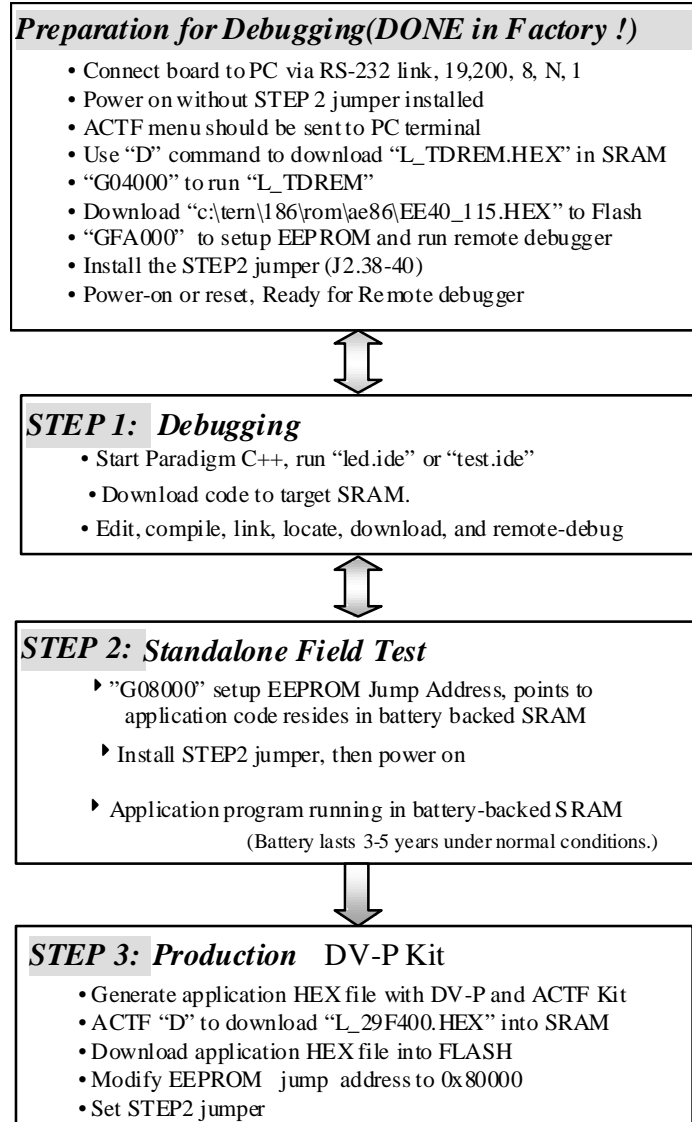 Preparation for Debugging(DONE in Factory !)
• Connect board to PC via RS-232 link, 19,200, 8, N, 1
• Power on without STEP 2 jumper installed
• ACTF menu should be sent to PC terminal
• Use “D” command to download “L_TDREM.HEX” in SRAM
• “G04000” to run “L_TDREM”
• Download “c:\tern\186\rom\ae86\EE40_115.HEX” to Flash
• “GFA000” to setup EEPROM and run remote debugger
• Install the STEP2 jumper (J2.38-40)
• Power-on or reset, Ready for Remote debugger
STEP 1: Debugging
• Start Paradigm C++, run “led.ide” or “test.ide”
• Download code to target SRAM.
• Edit, compile, link, locate, download, and remote-debug
STEP 2: Standalone Field Test
”G08000” setup EEPROM Jump Address, points to
application code resides in battery backed SRAM
Install STEP2 jumper, then power on
Application program running in battery-backed SRAM
(Battery lasts 3-5 years under normal conditions.)
STEP 3: Production DV-P Kit
• Generate application HEX file with DV-P and ACTF Kit
• ACTF “D” to download “L_29F400.HEX” into SRAM
• Download application HEX file into FLASH
• Modify EEPROM jump address to 0x80000
• Set STEP2 jumper